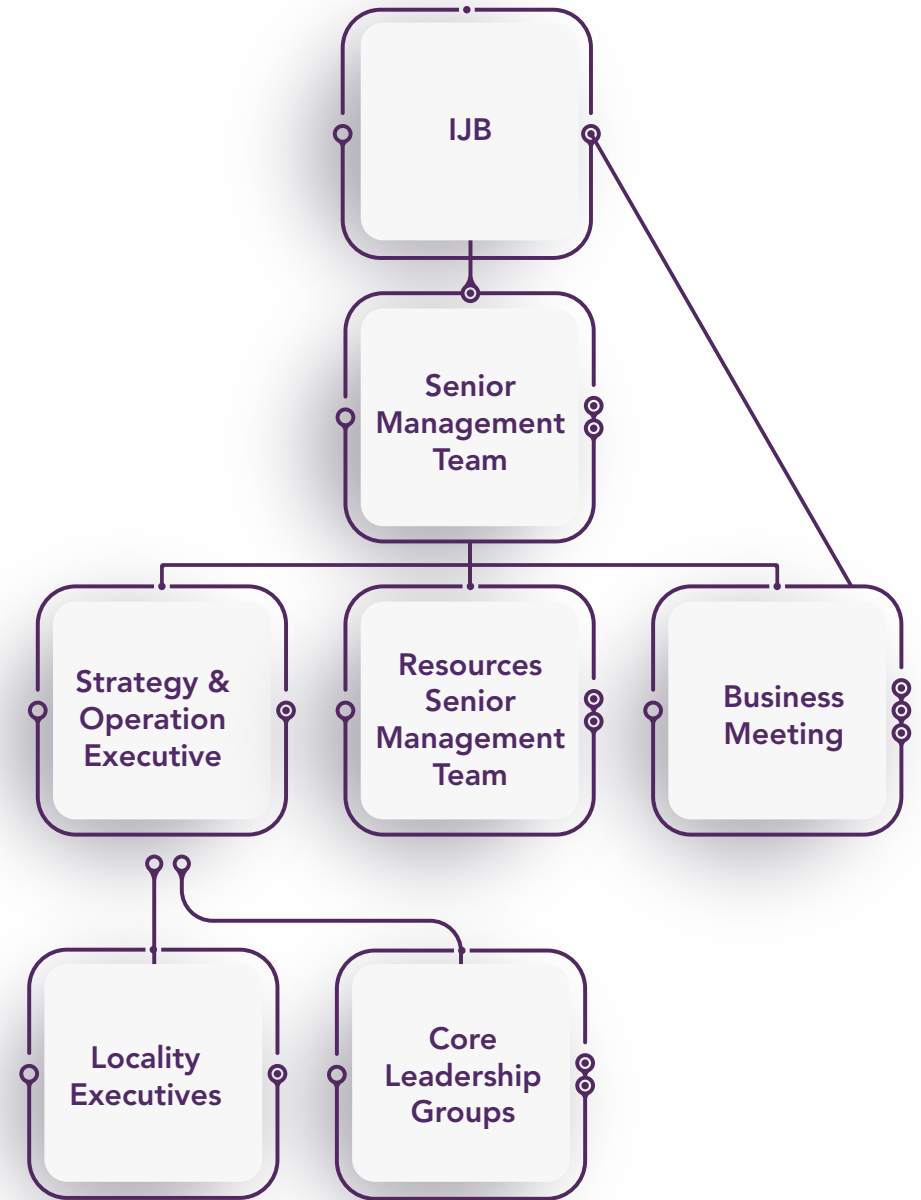 IJB
Senior
Management
Team
Strategy &
Operation
Executive
Resources
Senior
Management
Team
Business
Meeting
Locality
Executives
Core
Leadership
Groups